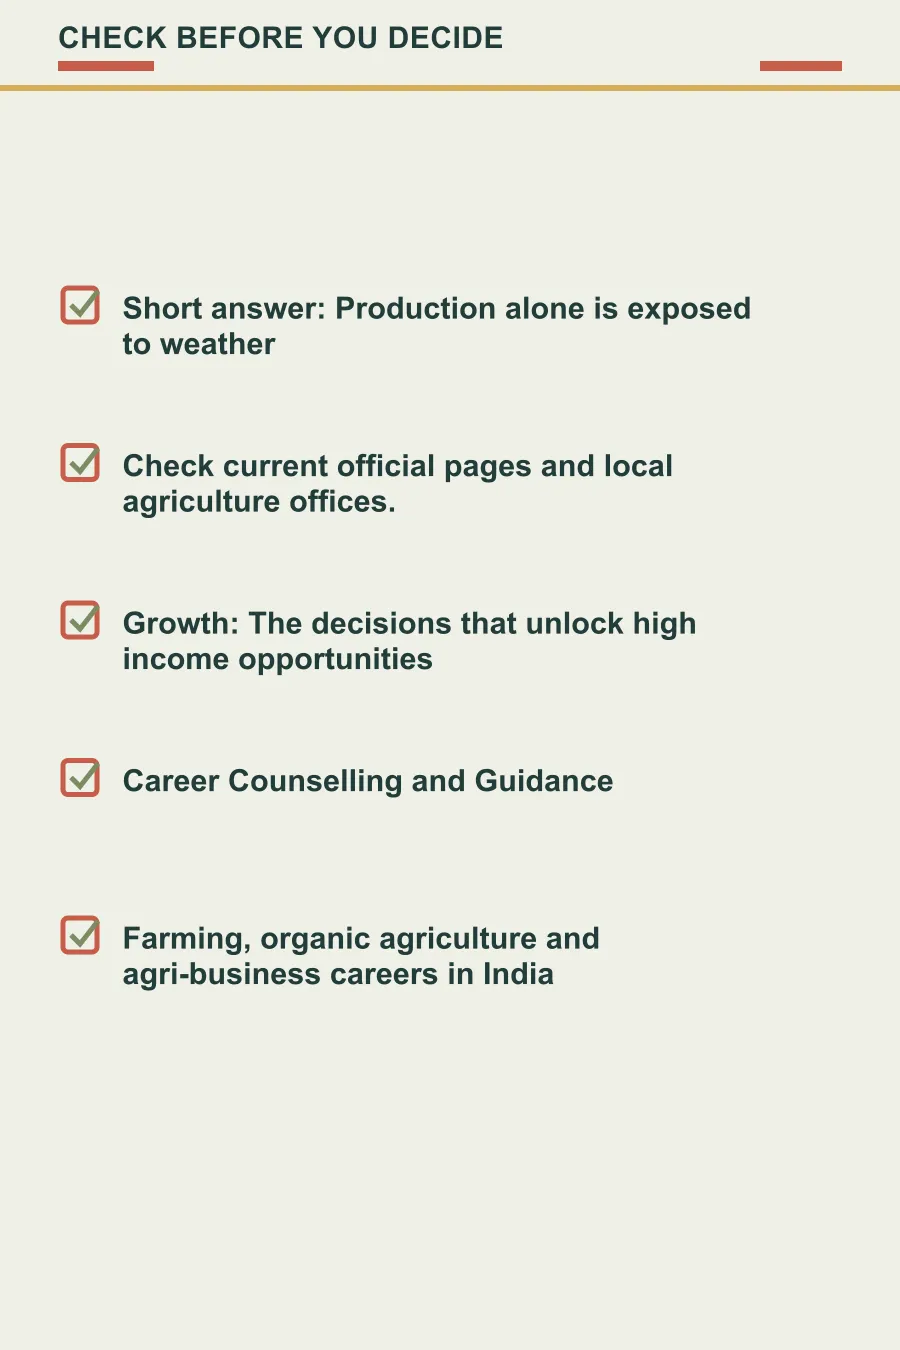 CHECK BEFORE YOU DECIDE
Short answer: Production alone is exposed
to weather
Check current official pages and local
agriculture offices.
Growth: The decisions that unlock high
income opportunities
Career Counselling and Guidance
Farming, organic agriculture and
agri-business careers in India